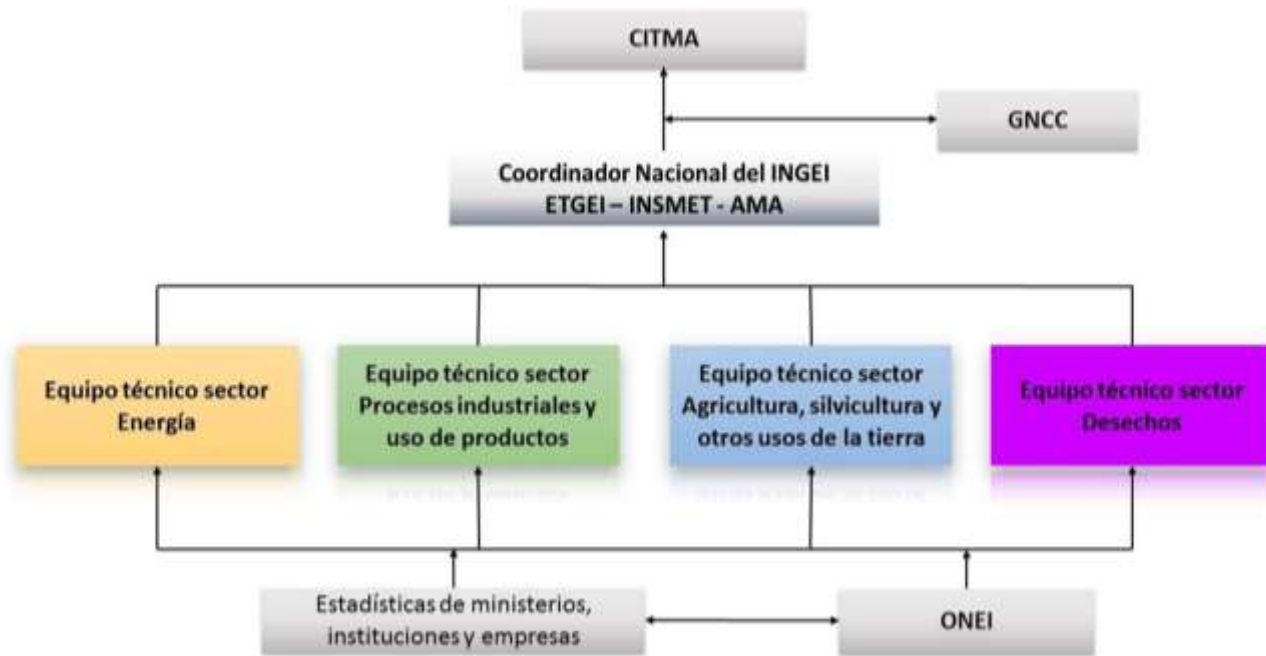 CITMA
GNCC
Coordinador Nacional del INGEI
ETGEI – INSMET - AMA
Equipo técnico sector
Energía
Equipo técnico sector
Procesos industriales y
uso de productos
Equipo técnico sector
Agricultura, silvicultura y
otros usos de la tierra
Equipo técnico sector
Desechos
Estadísticas de ministerios,
instituciones y empresas
ONEI